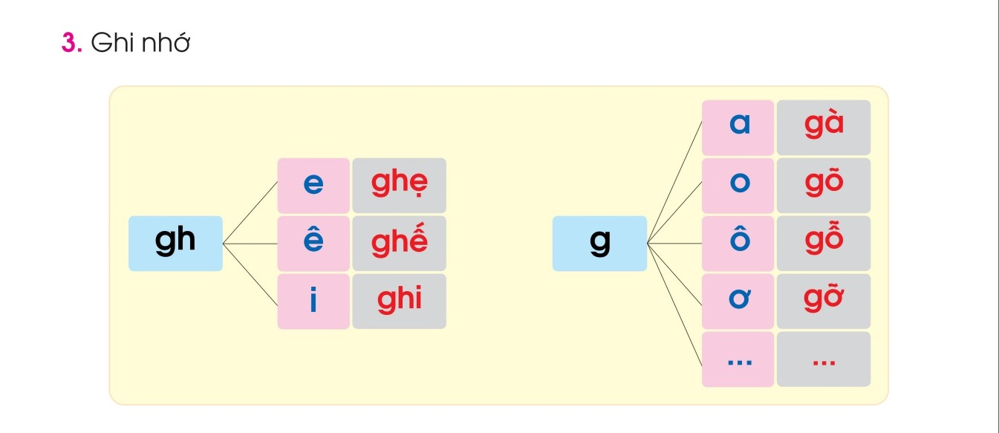 3. Ghi nhớ
gh
e ghẹ
ê ghế
i ghi
g
a gà
o gõ
ô gỗ
ơ gỡ
... ...